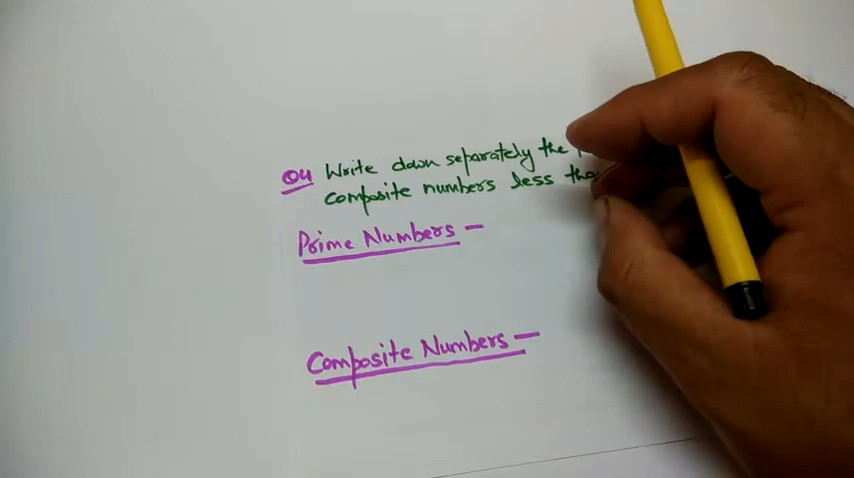 Q4 Write down separately the
composite numbers less
Prime Numbers -
Composite Numbers -